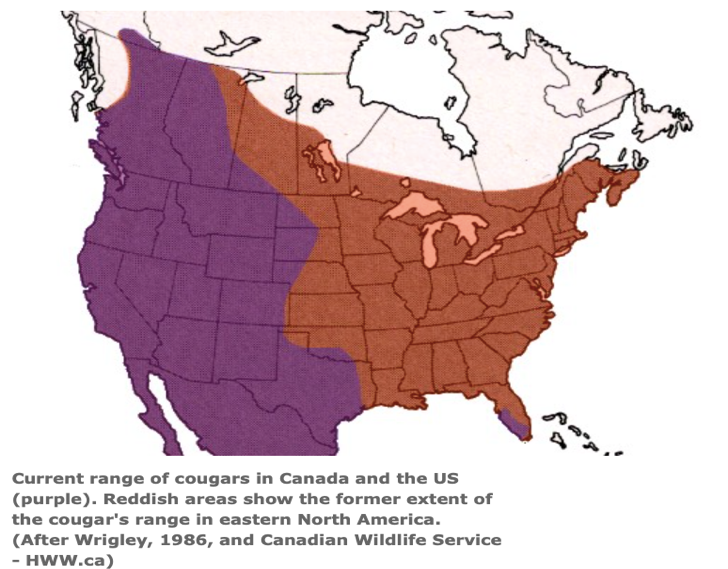 Current range of cougars in Canada and the US
(purple). Reddish areas show the former extent of
the cougar's range in eastern North America.
(After Wrigley, 1986, and Canadian Wildlife Service
- HWW.ca)